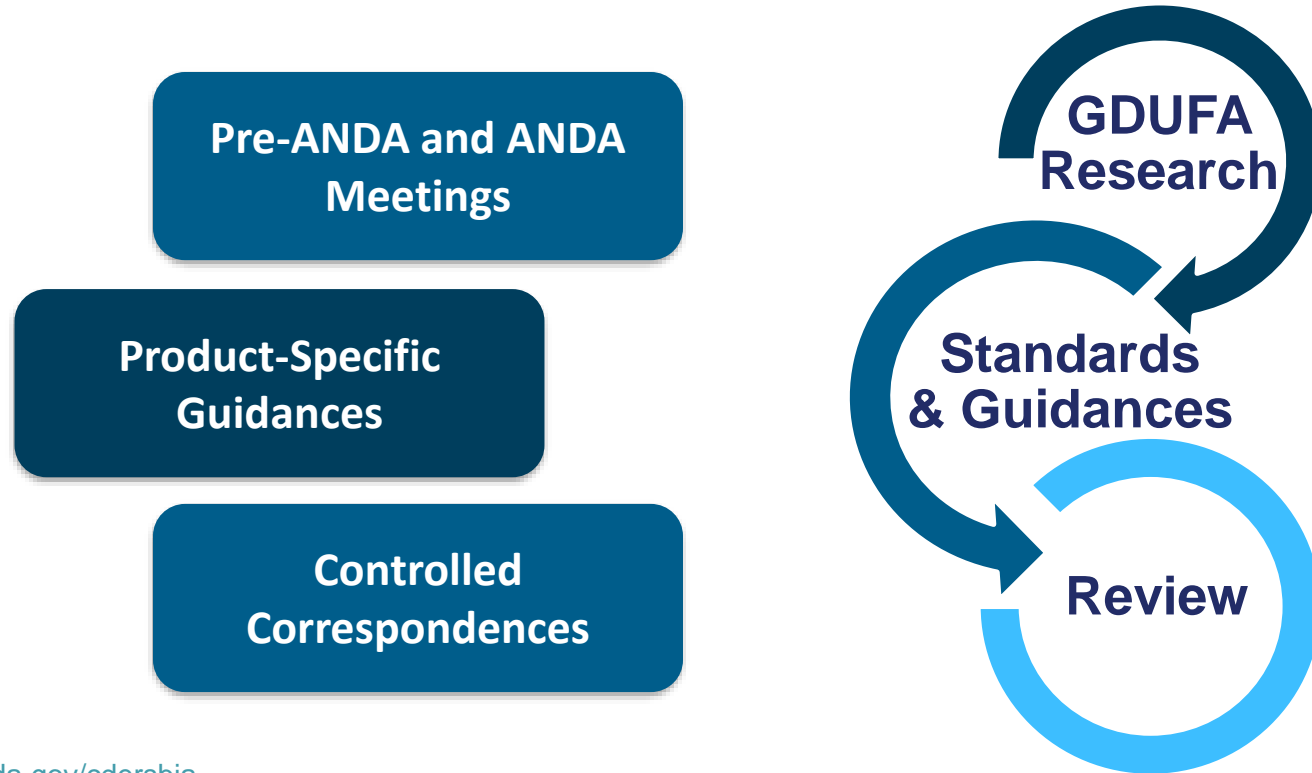 Pre-ANDA and ANDA
Meetings
Product-Specific
Guidances
Controlled
Correspondences
GDUFA
Research
Standards
& Guidances
Review